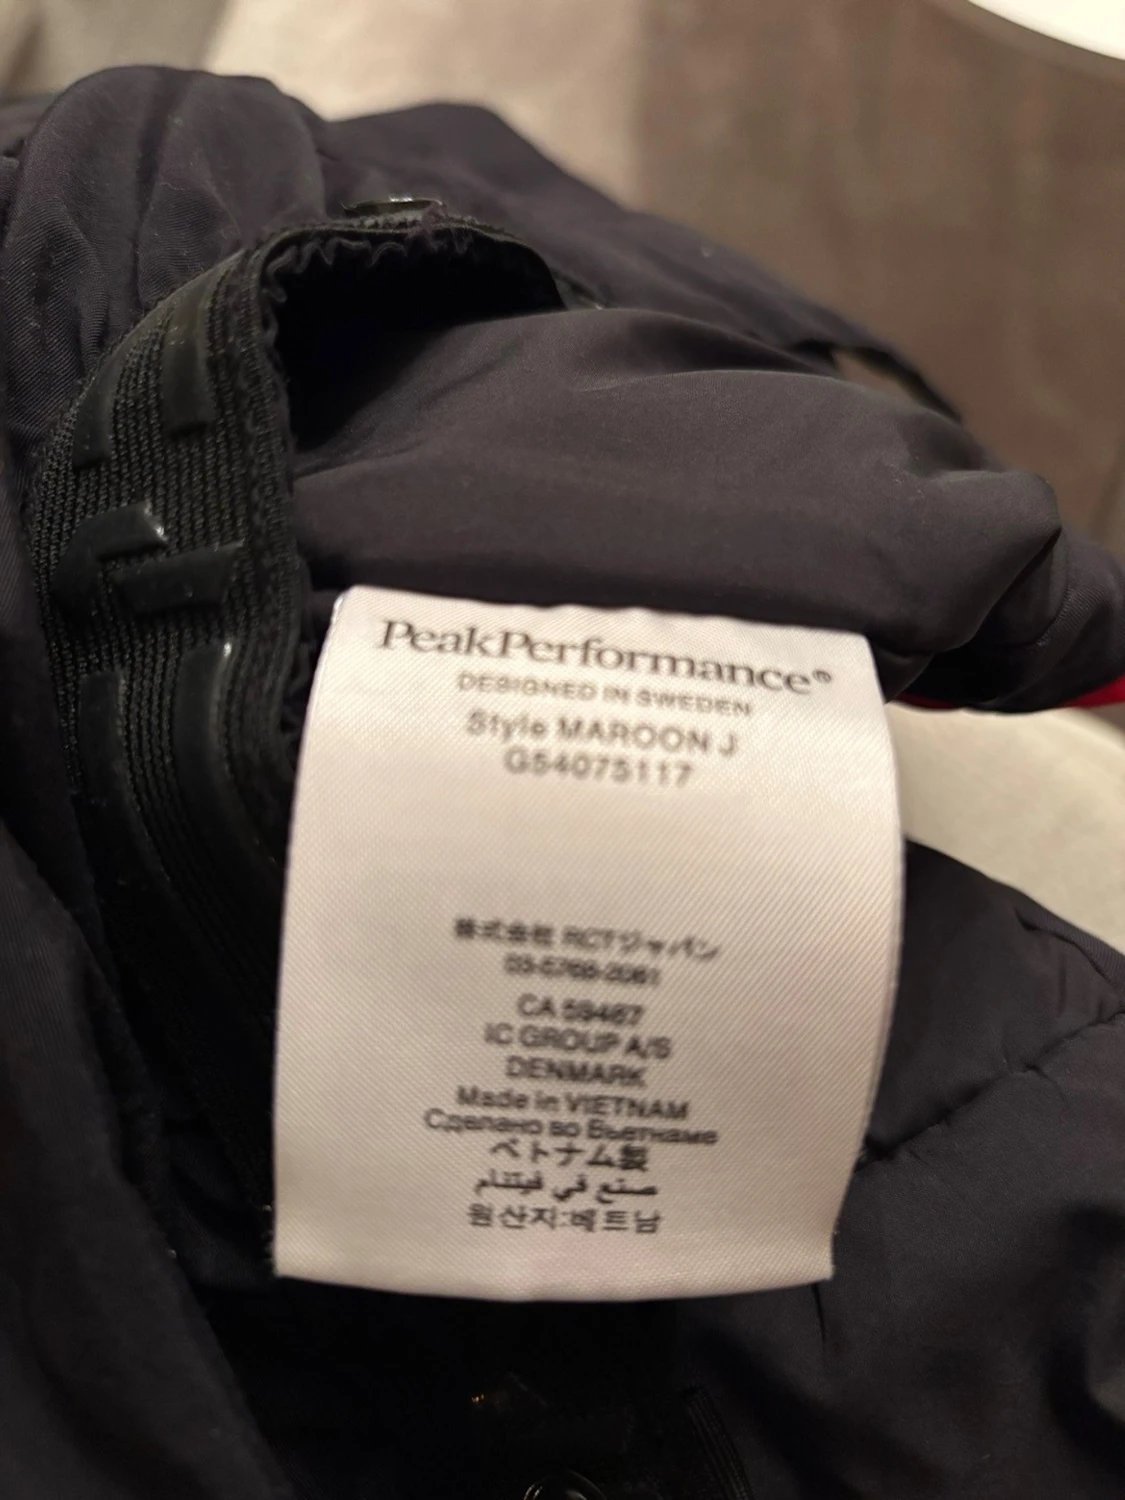 PeakPerformance®
DESIGNED IN SWEDEN
Style MAROON J
G54075117
株式会社 RCTジャパン
03-5768-2061
CA 59467
IC GROUP A/S
DENMARK
Made in VIETNAM
Сделано во Вьетнаме
ベトナム製
صنع في فيتنام
원산지:베트남